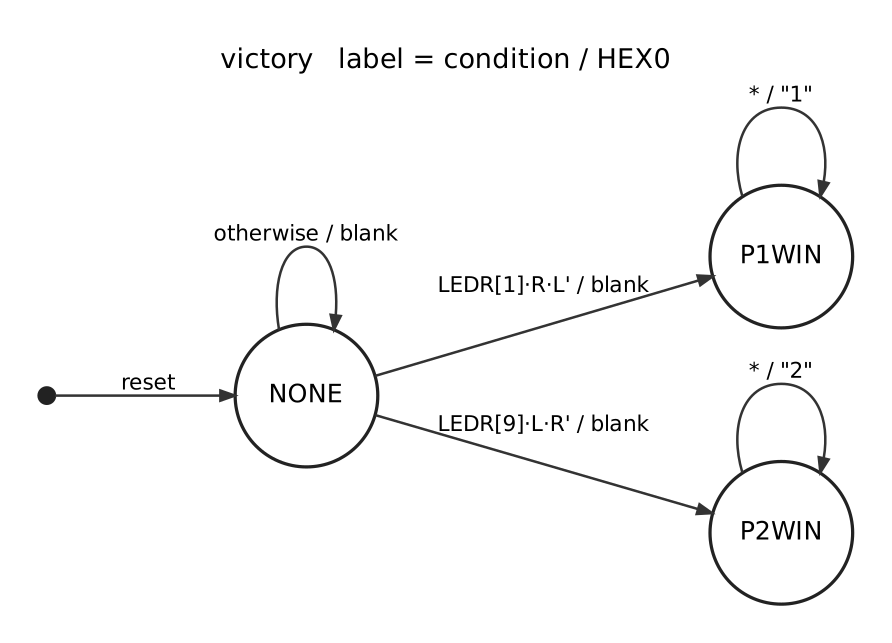 victory   label = condition / HEX0
* / "1"
P1WIN
otherwise / blank
LEDR[1]·R·L' / blank
reset
NONE
* / "2"
LEDR[9]·L·R' / blank
P2WIN